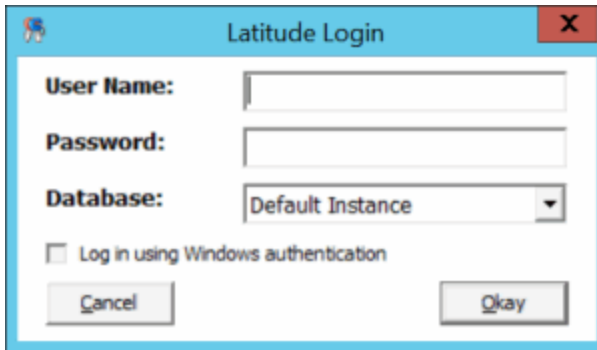 Latitude Login
X
User Name:
Password:
Database:
Default Instance
Log in using Windows authentication
Cancel
Okay